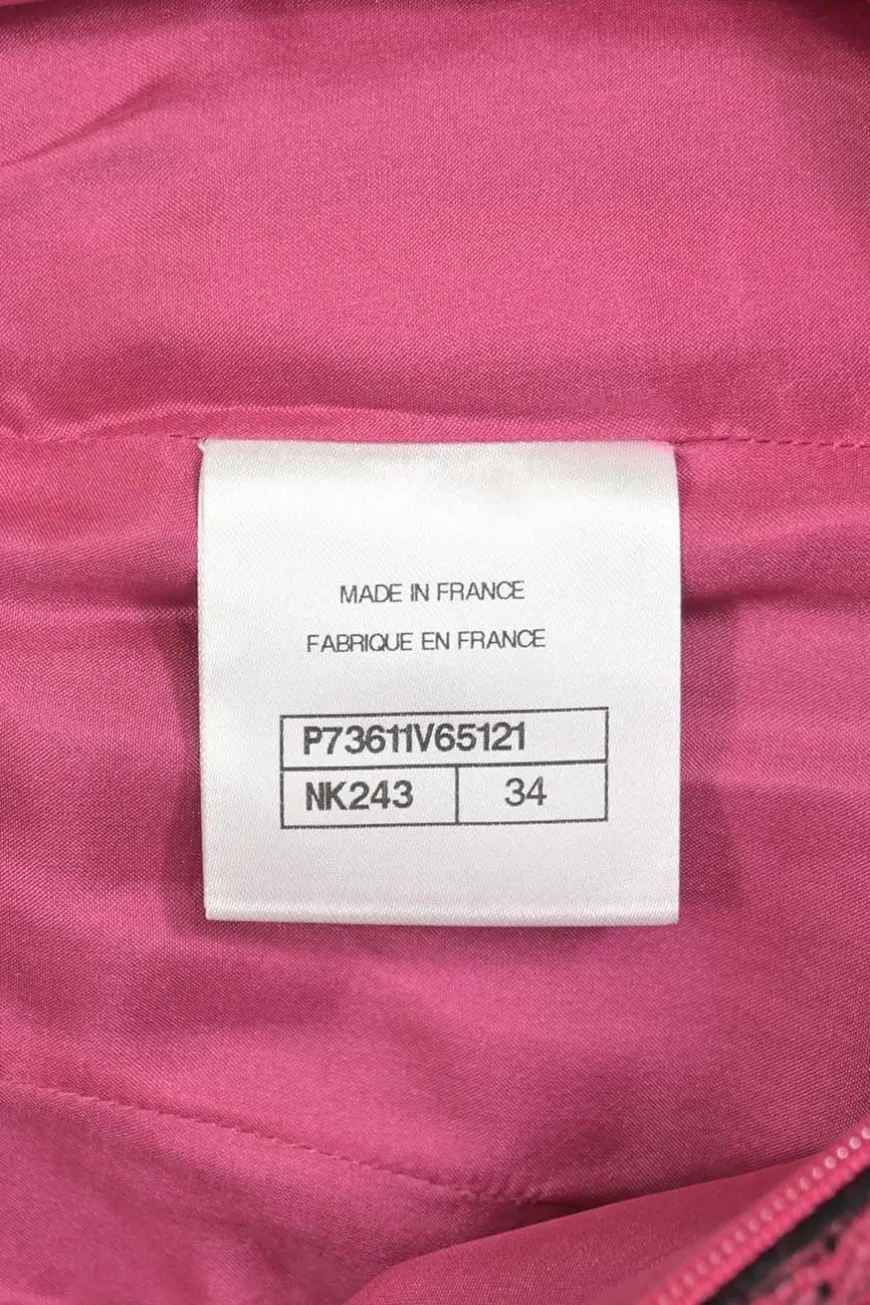 MADE IN FRANCE
FABRIQUE EN FRANCE
P73611V65121
NK243 34